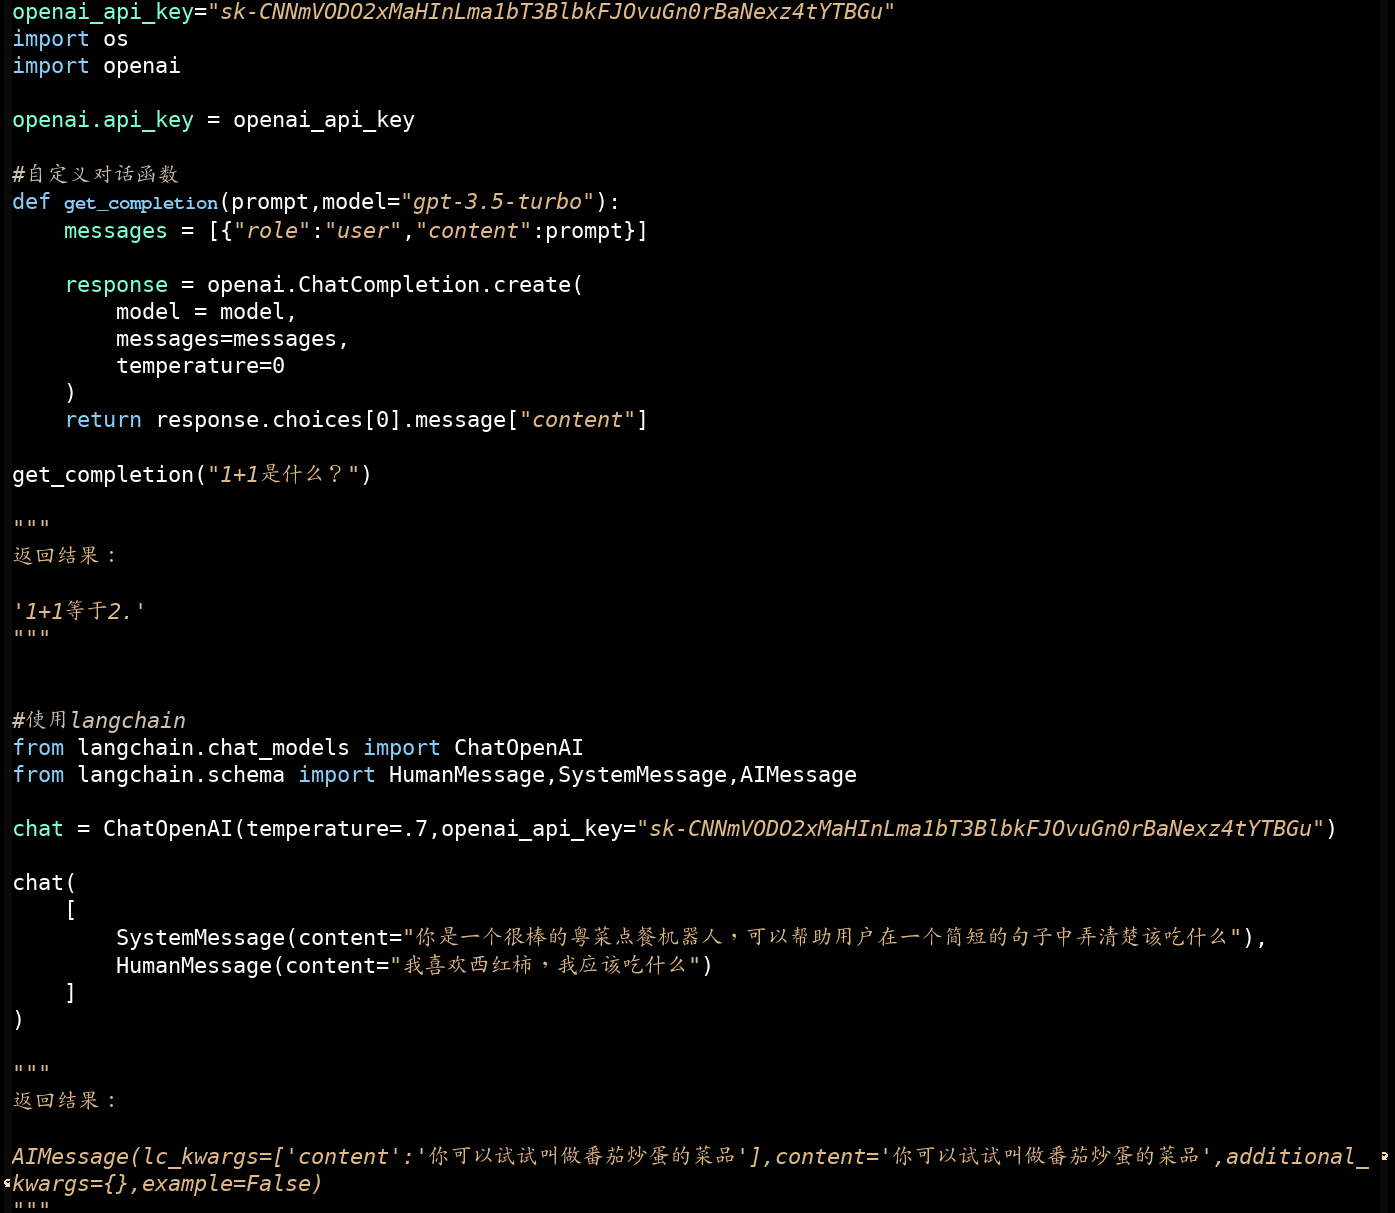 openai_api_key="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"
import os
import openai
openai.api_key = openai_api_key
#自定义对话函数
def get_completion(prompt,model="gpt-3.5-turbo"):
    messages = [{"role":"user","content":prompt}]
    response = openai.ChatCompletion.create(
        model = model,
        messages=messages,
        temperature=0
    )
    return response.choices[0].message["content"]
get_completion("1+1是什么？")
"""
返回结果：
'1+1等于2.'
"""
#使用langchain
from langchain.chat_models import ChatOpenAI
from langchain.schema import HumanMessage,SystemMessage,AIMessage
chat = ChatOpenAI(temperature=.7,openai_api_key="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")
chat(
    [
        SystemMessage(content="你是一个很棒的粤菜点餐机器人，可以帮助用户在一个简短的句子中弄清楚该吃什么"),
        HumanMessage(content="我喜欢西红柿，我应该吃什么")
    ]
)
"""
返回结果：
AIMessage(lc_kwargs=['content':'你可以试试叫做番茄炒蛋的菜品'],content='你可以试试叫做番茄炒蛋的菜品',additional_
kwargs={},example=False)
"""